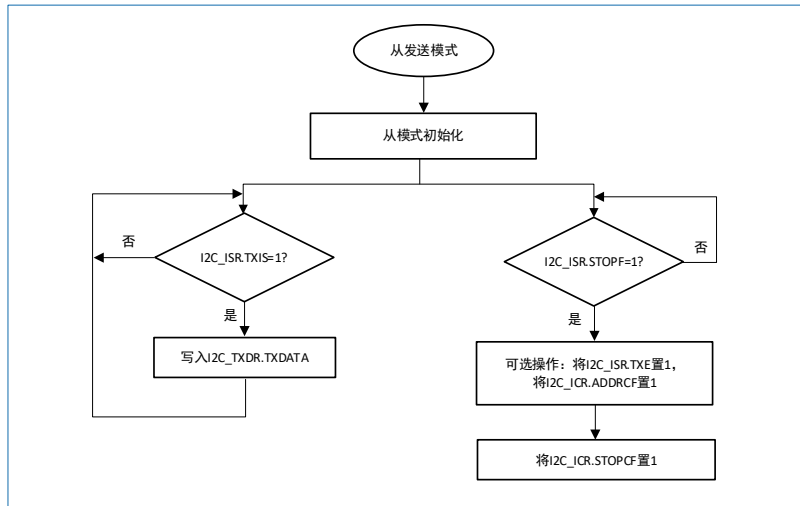 从发送模式
从模式初始化
否
I2C_ISR.TXIS=1?
是
写入I2C_TXDR.TXDATA
I2C_ISR.STOPF=1?
否
是
可选操作：将I2C_ISR.TXE置1，
将I2C_ICR.ADDRCF置1
将I2C_ICR.STOPCF置1